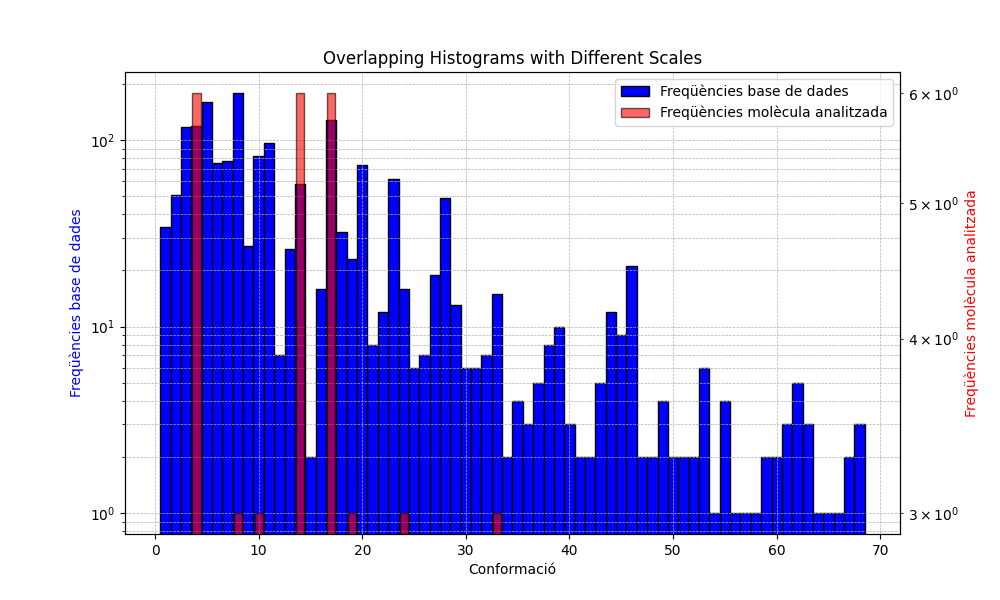 Overlapping Histograms with Different Scales
Freqüències base de dades
Freqüències molècula analitzada
Freqüències base de dades
10²
10¹
10⁰
6 × 10⁰
5 × 10⁰
4 × 10⁰
3 × 10⁰
Freqüències molècula analitzada
0 10 20 30 40 50 60 70
Conformació